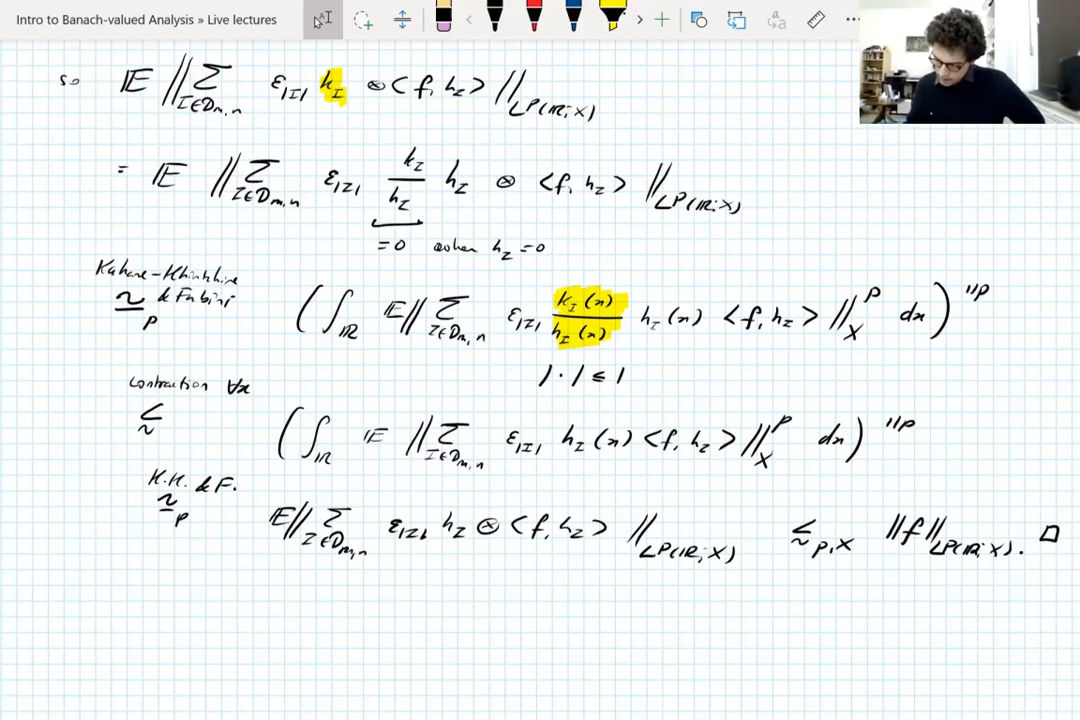 Intro to Banach-valued Analysis » Live lectures
so 𝔼 ‖ Σ_{I∈D_{m,n}} ε_{|I|} k_I ⊗ <f, h_I> ‖_{L^p(ℝ;X)}
= 𝔼 ‖ Σ_{I∈D_{m,n}} ε_{|I|} k_I/h_I h_I ⊗ <f, h_I> ‖_{L^p(ℝ;X)}
=0 when h_I =0
Kahane-Khinchine
≃_p & Fubini ( ∫_ℝ 𝔼‖ Σ_{I∈D_{m,n}} ε_{|I|} k_I(x)/h_I(x) h_I(x) <f, h_I> ‖_X^p dx )^{1/p}
|·| ≤ 1
Contraction ∀x
≲ ( ∫_ℝ 𝔼 ‖ Σ_{I∈D_{m,n}} ε_{|I|} h_I(x) <f, h_I> ‖_X^p dx )^{1/p}
K.K. & F.
≃_p 𝔼‖ Σ_{I∈D_{m,n}} ε_{|I|} h_I ⊗ <f, h_I> ‖_{L^p(ℝ;X)} ≲_{p,X} ‖f‖_{L^p(ℝ;X)}. □